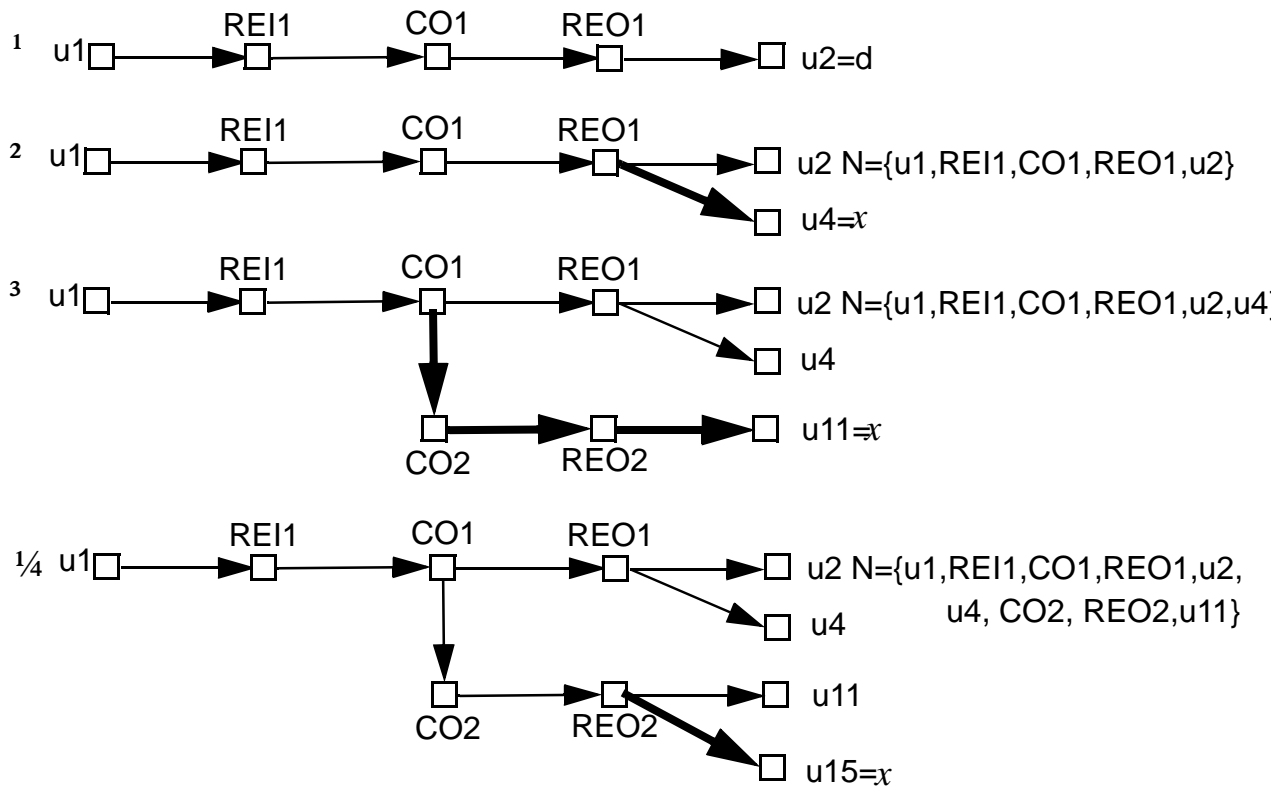 REI1 CO1 REO1
¹ u1 u2=d
REI1 CO1 REO1
² u1 u2 N={u1,REI1,CO1,REO1,u2}
u4=x
REI1 CO1 REO1
³ u1 u2 N={u1,REI1,CO1,REO1,u2,u4}
u4
u11=x
CO2 REO2
REI1 CO1 REO1
¼ u1 u2 N={u1,REI1,CO1,REO1,u2,
u4 u4, CO2, REO2,u11}
u11
CO2 REO2
u15=x